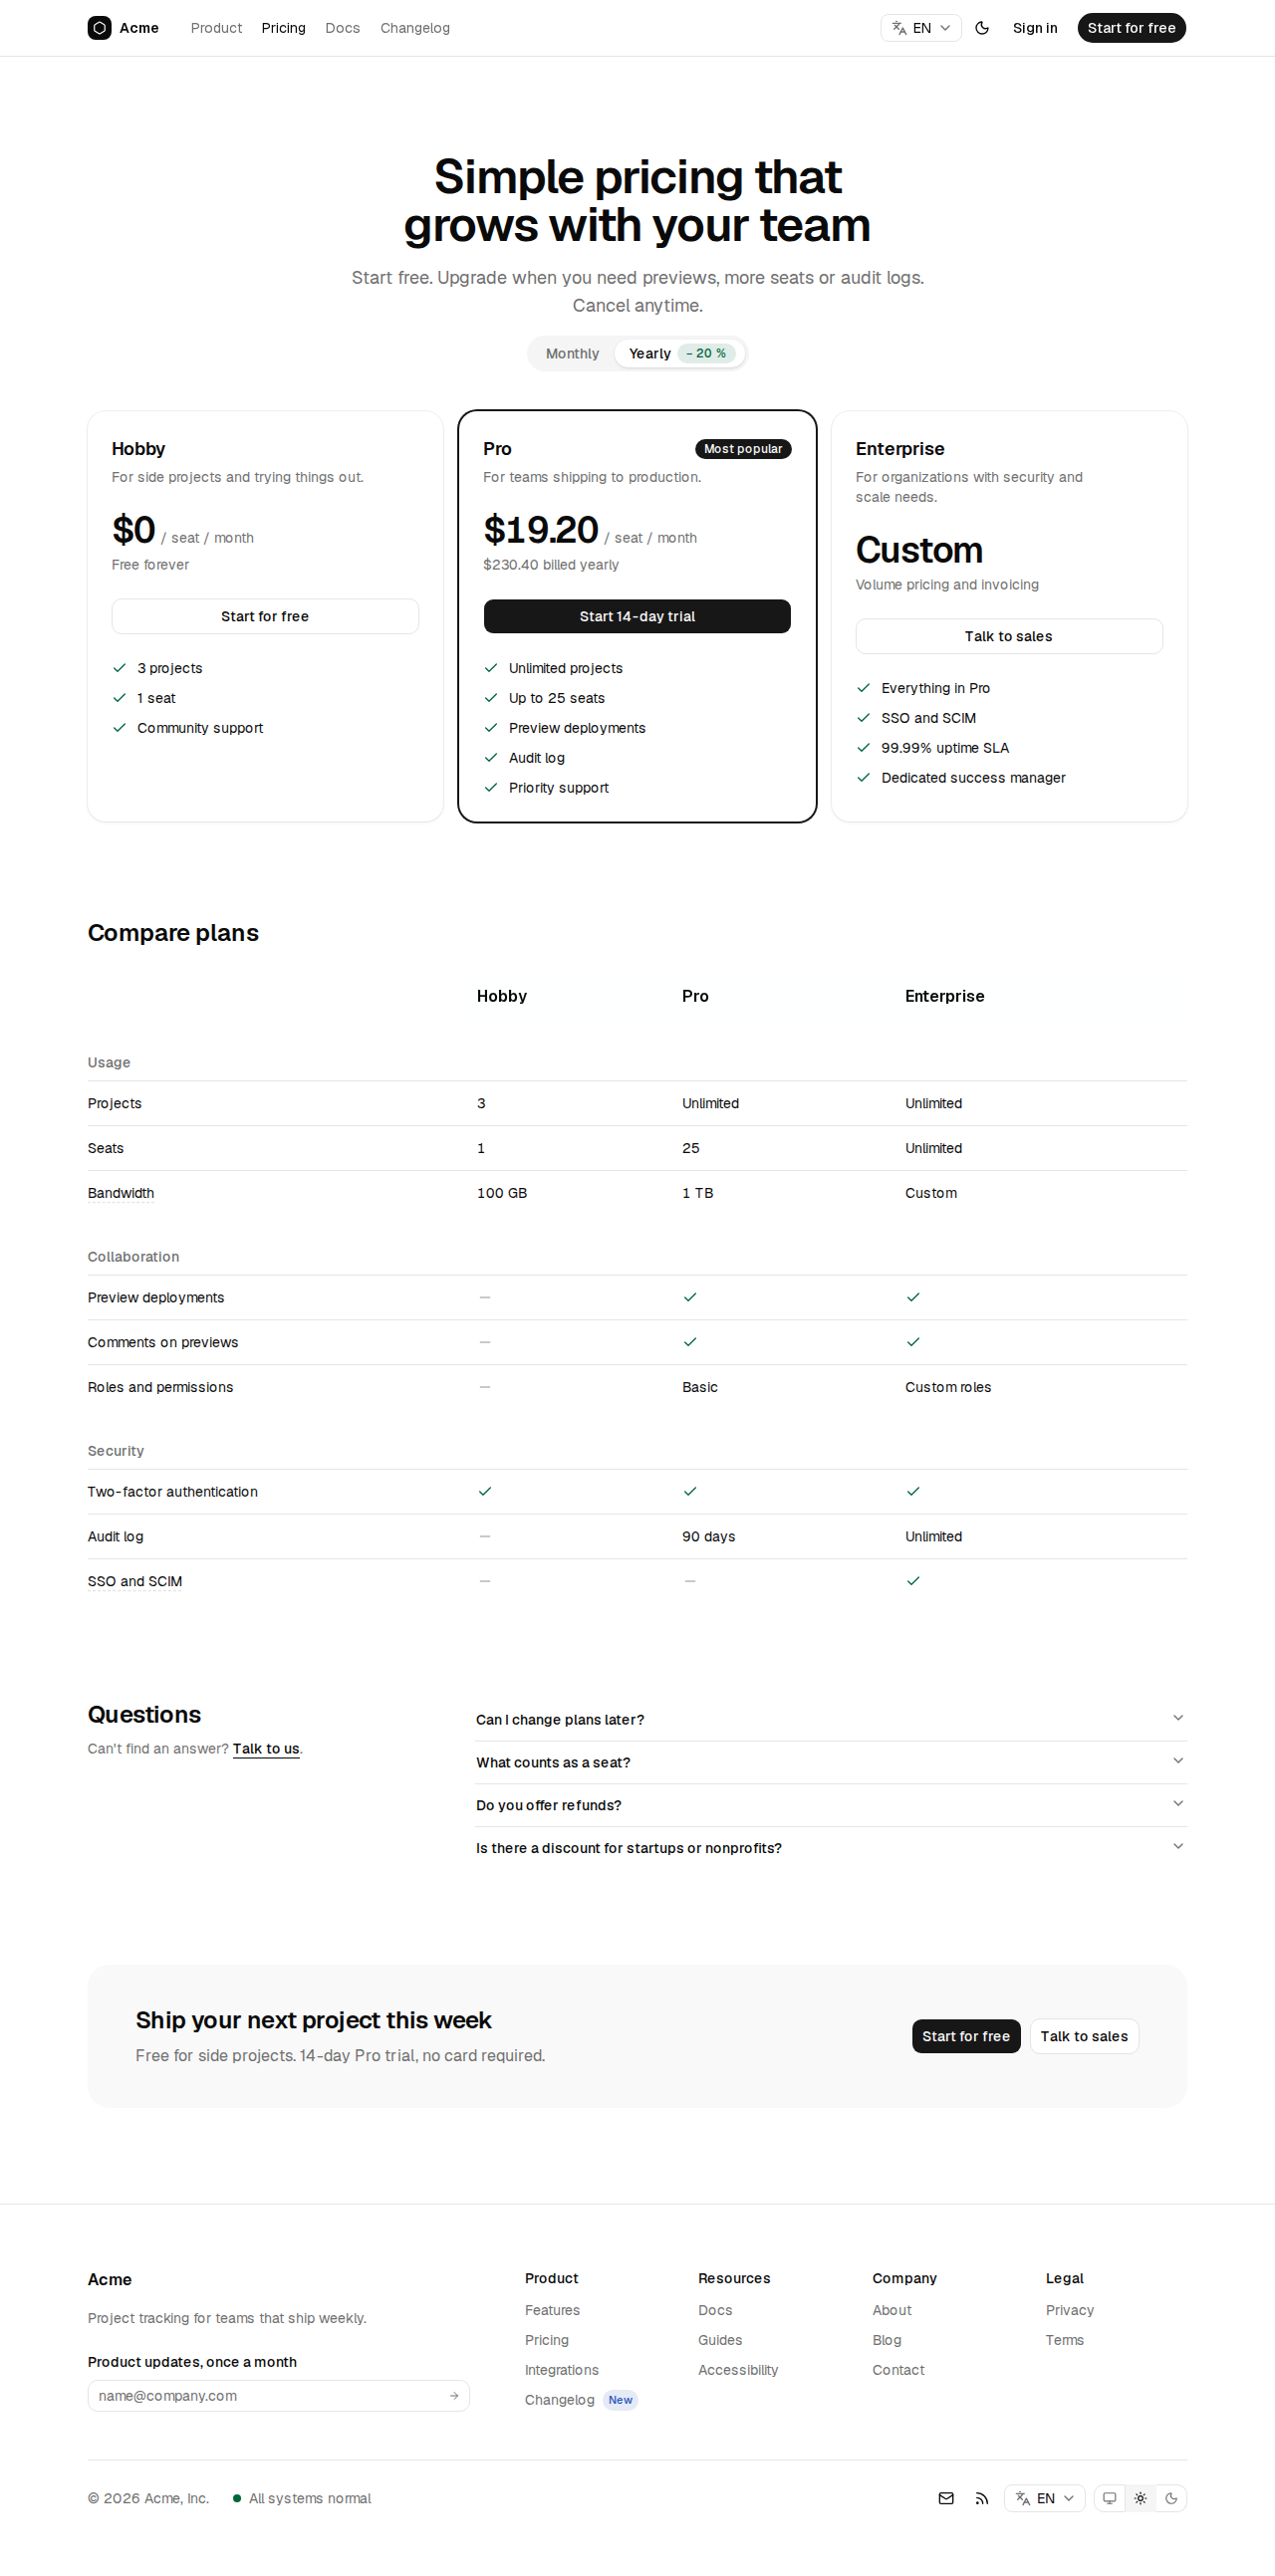 Acme Product Pricing Docs Changelog EN Sign in Start for free
Simple pricing that
grows with your team
Start free. Upgrade when you need previews, more seats or audit logs.
Cancel anytime.
Monthly Yearly − 20 %
Hobby
For side projects and trying things out.
$0 / seat / month
Free forever
Start for free
3 projects
1 seat
Community support
Pro Most popular
For teams shipping to production.
$19.20 / seat / month
$230.40 billed yearly
Start 14-day trial
Unlimited projects
Up to 25 seats
Preview deployments
Audit log
Priority support
Enterprise
For organizations with security and
scale needs.
Custom
Volume pricing and invoicing
Talk to sales
Everything in Pro
SSO and SCIM
99.99% uptime SLA
Dedicated success manager
Compare plans
Hobby Pro Enterprise
Usage
Projects 3 Unlimited Unlimited
Seats 1 25 Unlimited
Bandwidth 100 GB 1 TB Custom
Collaboration
Preview deployments —
Comments on previews —
Roles and permissions — Basic Custom roles
Security
Two-factor authentication
Audit log — 90 days Unlimited
SSO and SCIM — —
Questions
Can't find an answer? Talk to us.
Can I change plans later?
What counts as a seat?
Do you offer refunds?
Is there a discount for startups or nonprofits?
Ship your next project this week
Free for side projects. 14-day Pro trial, no card required.
Start for free Talk to sales
Acme
Project tracking for teams that ship weekly.
Product updates, once a month
name@company.com
Product
Features
Pricing
Integrations
Changelog New
Resources
Docs
Guides
Accessibility
Company
About
Blog
Contact
Legal
Privacy
Terms
© 2026 Acme, Inc. All systems normal EN